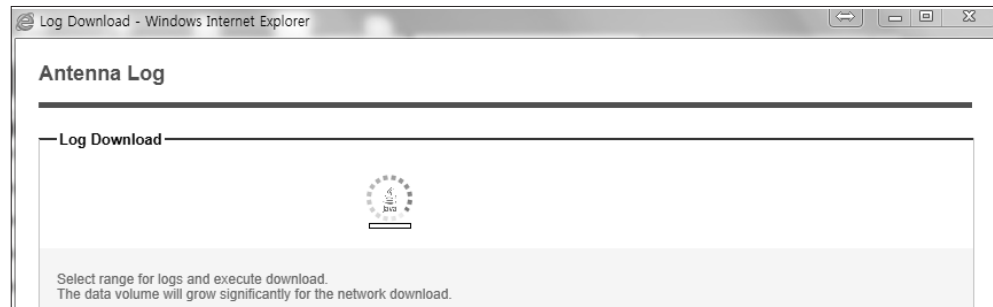 Log Download - Windows Internet Explorer
Antenna Log
Log Download
java
Select range for logs and execute download.
The data volume will grow significantly for the network download.